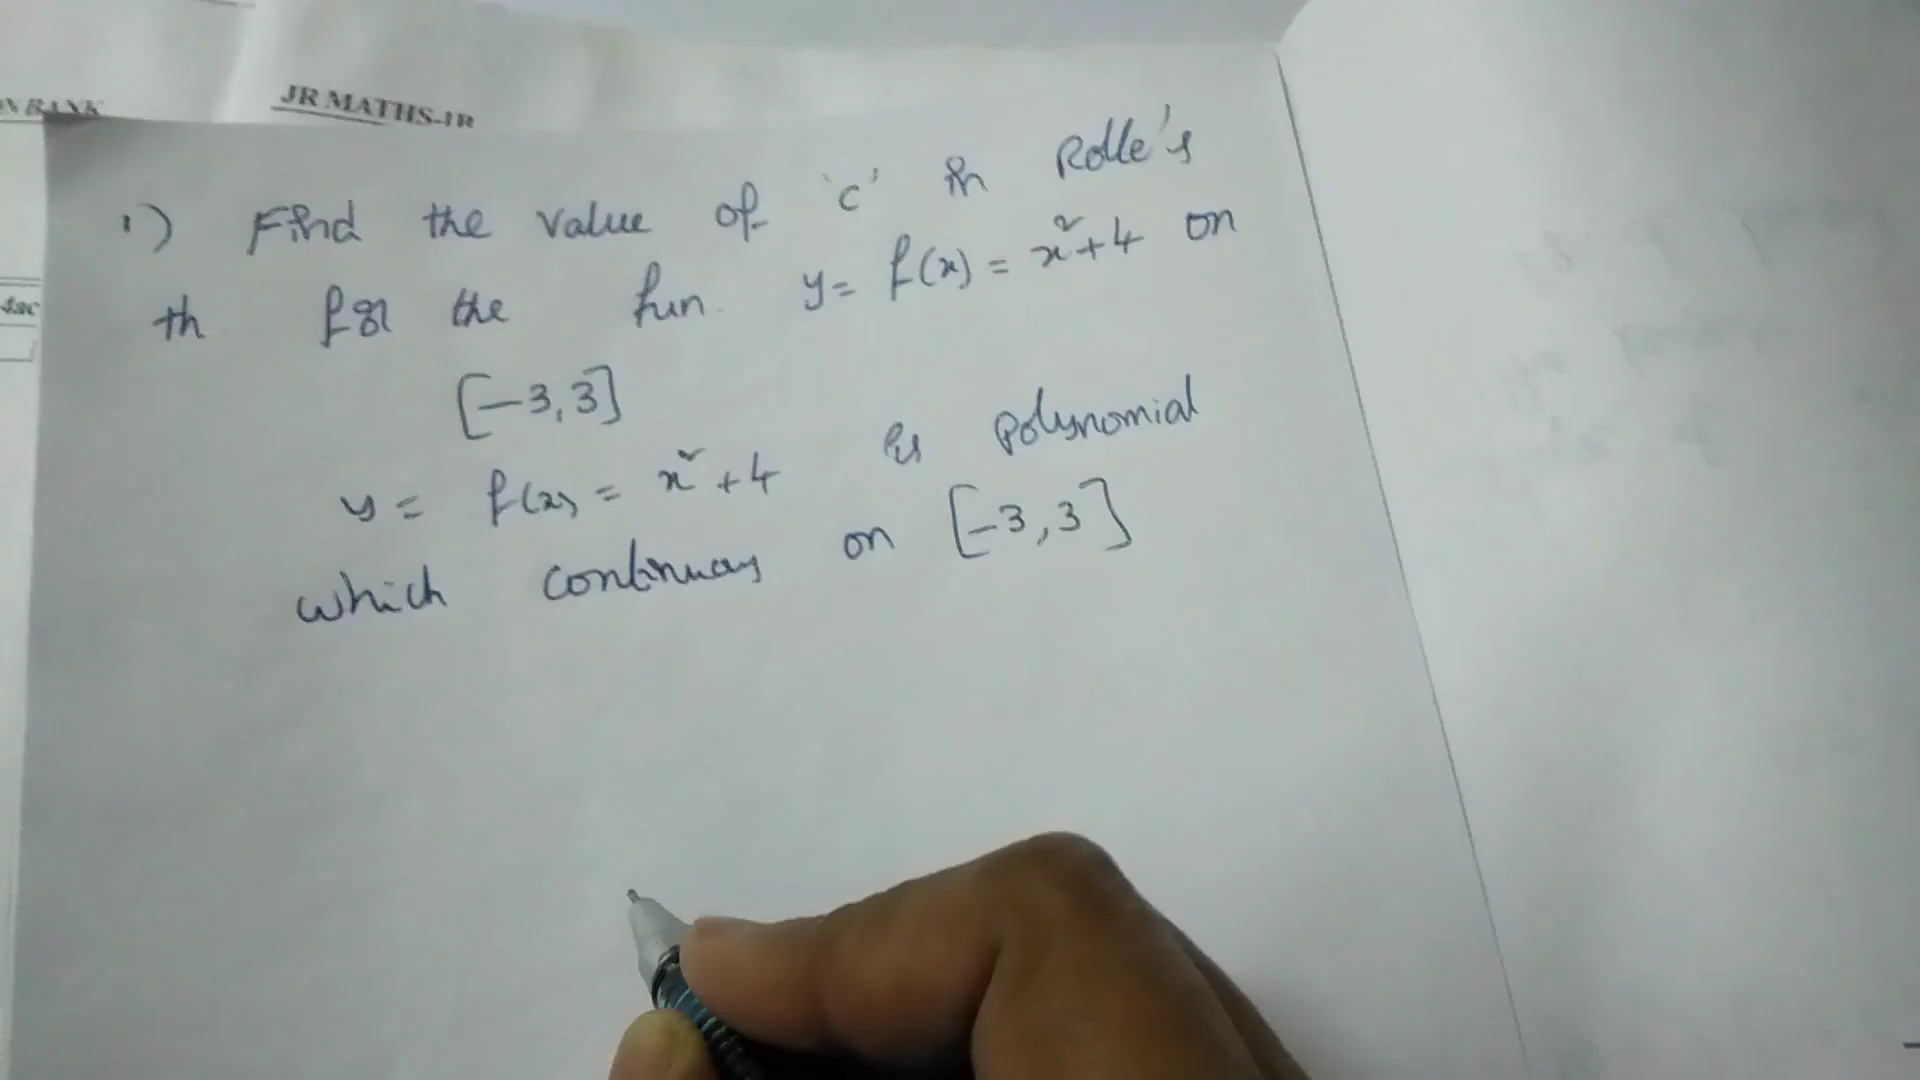 JR MATHS-IR
1) Find the value of 'c' in Rolle's
th for the fun. y = f(x) = x²+4 on
[-3,3]
y = f(x) = x²+4 is polynomial
which continuous on [-3,3]